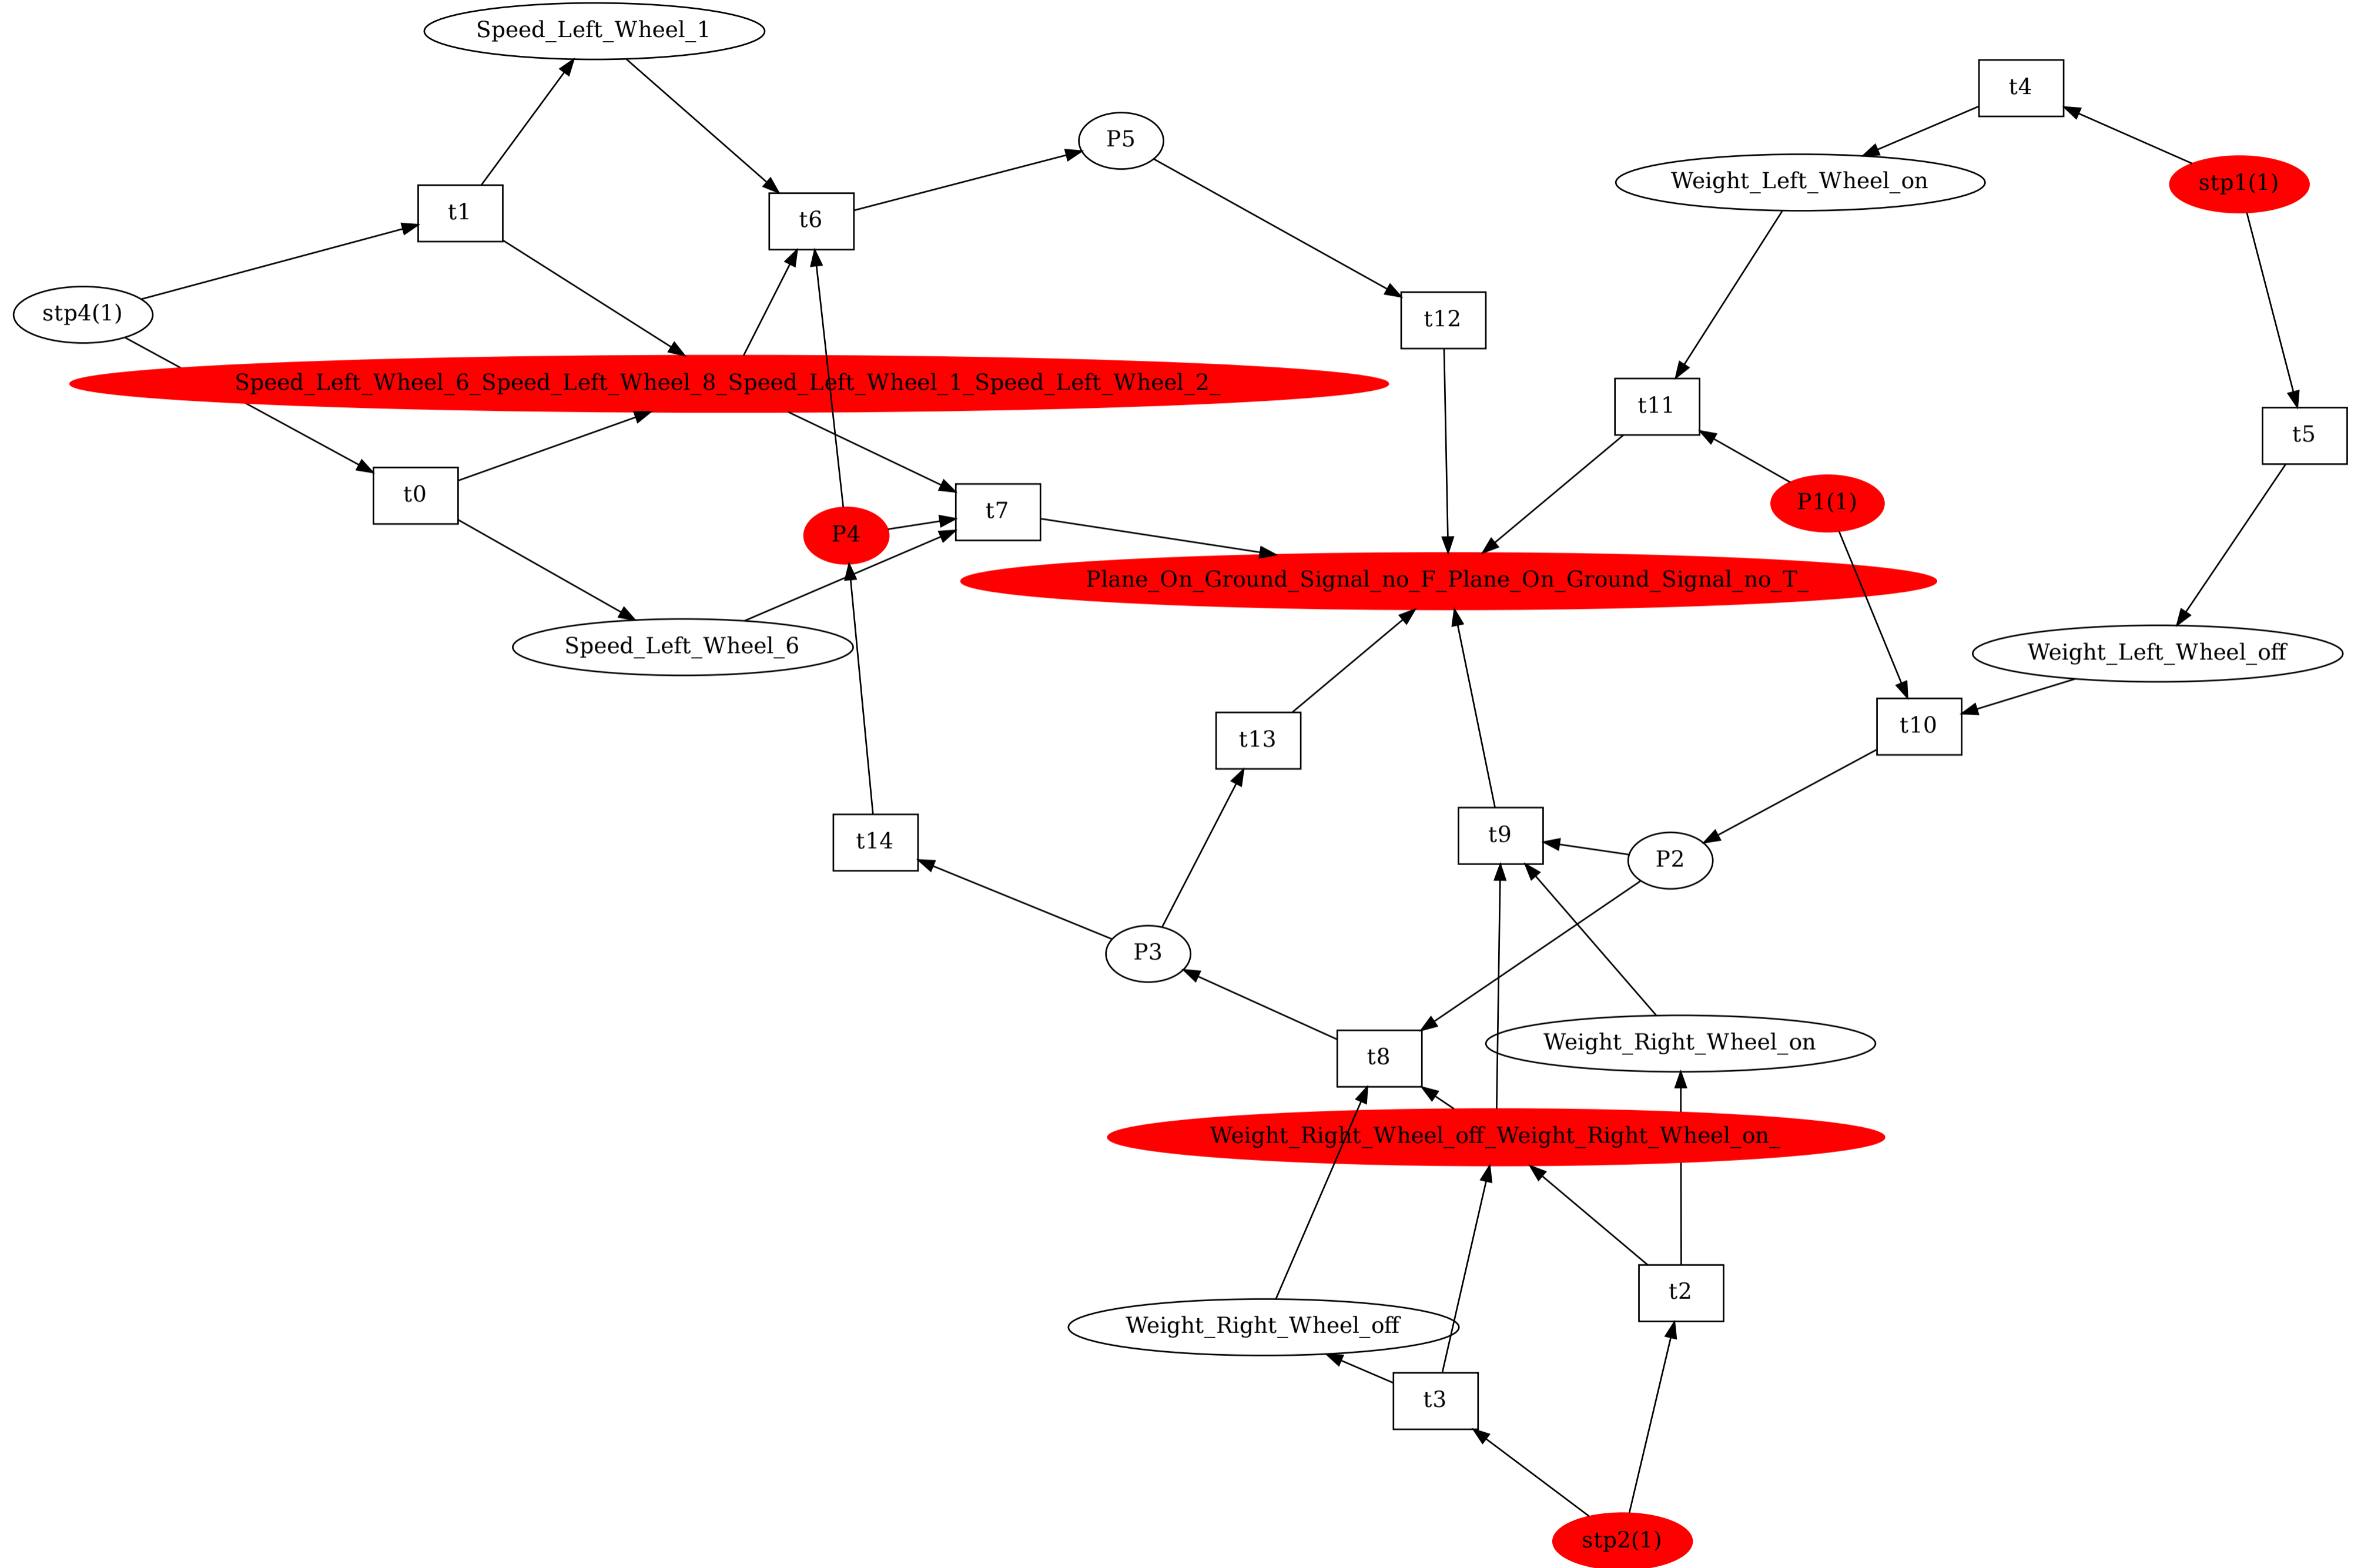 Speed_Left_Wheel_1
t4
P5
Weight_Left_Wheel_on
stp1(1)
t1
t6
stp4(1)
t12
Speed_Left_Wheel_6_Speed_Left_Wheel_8_Speed_Left_Wheel_1_Speed_Left_Wheel_2_
t11
t5
t0
P1(1)
t7
P4
Plane_On_Ground_Signal_no_F_Plane_On_Ground_Signal_no_T_
Speed_Left_Wheel_6
Weight_Left_Wheel_off
t10
t13
t9
t14
P2
P3
Weight_Right_Wheel_on
t8
Weight_Right_Wheel_off_Weight_Right_Wheel_on_
t2
Weight_Right_Wheel_off
t3
stp2(1)